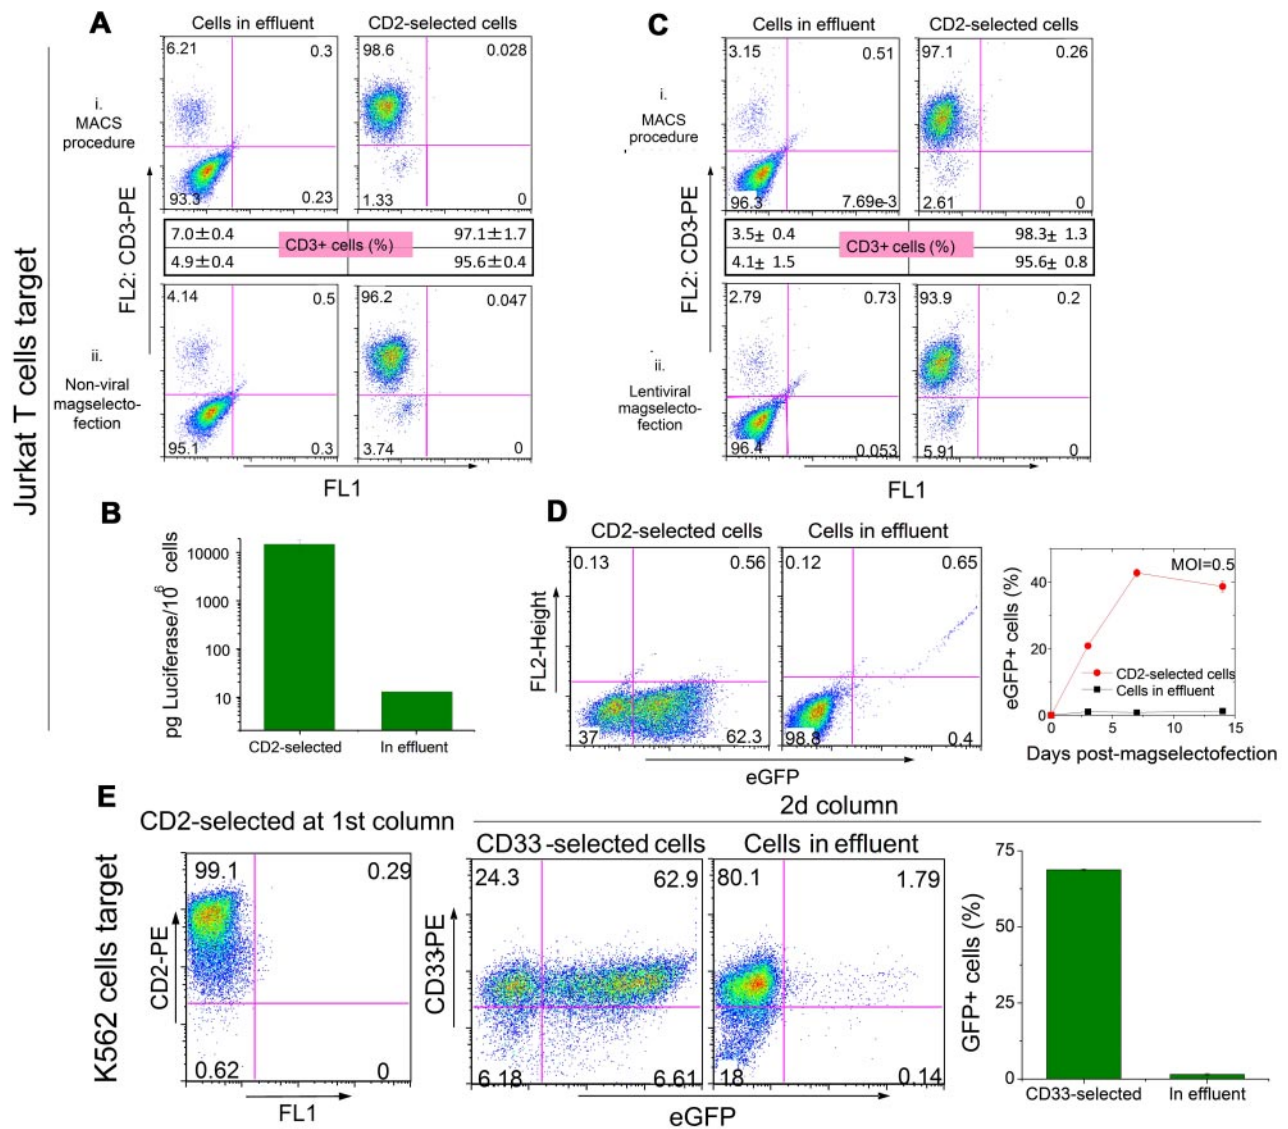 A
Cells in effluent
CD2-selected cells
6.21
0.3
98.6
0.028
i.
MACS
procedure
93.3
0.23
1.33
0
7.0±0.4
97.1±1.7
CD3+ cells (%)
4.9±0.4
95.6±0.4
4.14
0.5
96.2
0.047
ii.
Non-viral
magselecto-
fection
95.1
0.3
3.74
0
FL2: CD3-PE
FL1
Jurkat T cells target
C
Cells in effluent
CD2-selected cells
3.15
0.51
97.1
0.26
i.
MACS
procedure
96.3
7.69e-3
2.61
0
3.5± 0.4
98.3± 1.3
CD3+ cells (%)
4.1± 1.5
95.6± 0.8
2.79
0.73
93.9
0.2
ii.
Lentiviral
magselecto-
fection
96.4
0.053
5.91
0
FL2: CD3-PE
FL1
B
pg Luciferase/10⁶ cells
10000
1000
100
10
CD2-selected
In effluent
D
CD2-selected cells
Cells in effluent
0.13
0.56
0.12
0.65
FL2-Height
37
62.3
98.8
0.4
eGFP
MOI=0.5
eGFP+ cells (%)
40
20
0
CD2-selected cells
Cells in effluent
0
5
10
15
Days post-magselectofection
E
2d column
CD2-selected at 1st column
CD33-selected cells
Cells in effluent
K562 cells target
99.1
0.29
CD2-PE
0.62
0
FL1
24.3
62.9
80.1
1.79
CD33-PE
6.18
6.61
18
0.14
eGFP
GFP+ cells (%)
75
50
25
0
CD33-selected
In effluent